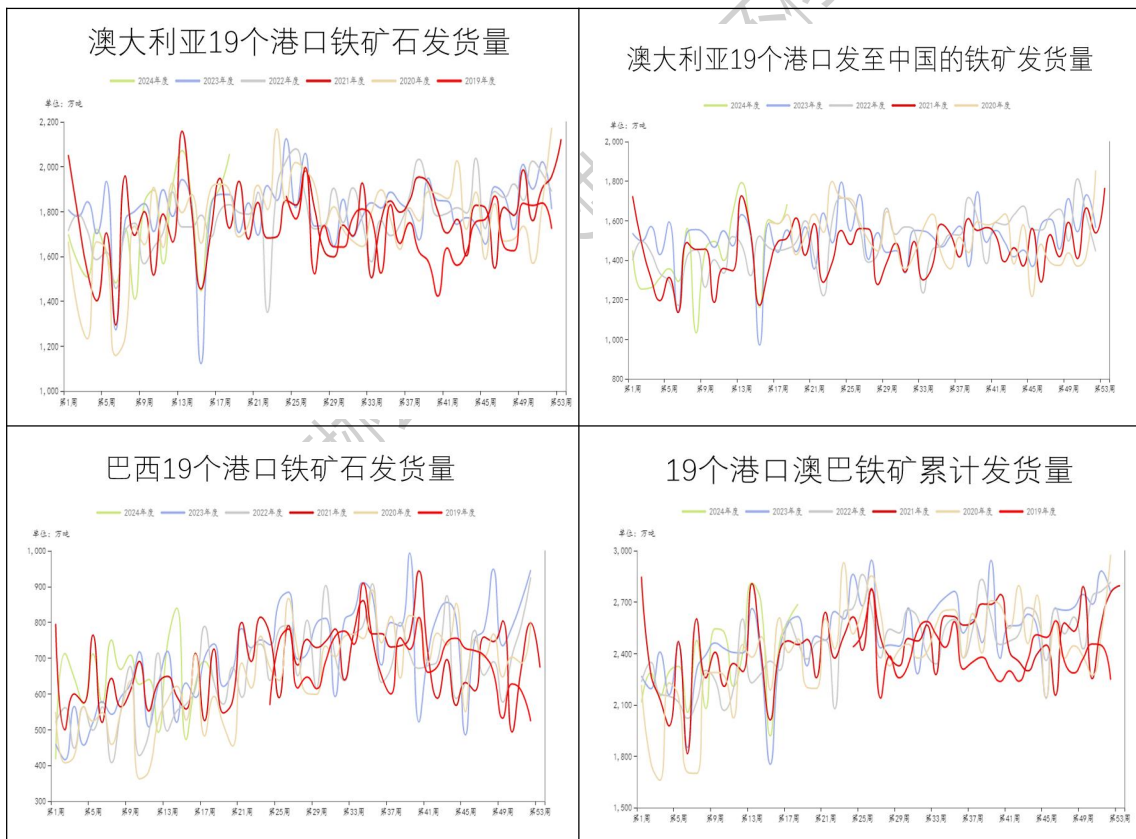 澳大利亚19个港口铁矿石发货量
2024年度 2023年度 2022年度 2021年度 2020年度 2019年度
单位：万吨
2,200
2,000
1,800
1,600
1,400
1,200
1,000
第1周 第5周 第9周 第13周 第17周 第21周 第25周 第29周 第33周 第37周 第41周 第45周 第49周 第53周
澳大利亚19个港口发至中国的铁矿发货量
2024年度 2023年度 2022年度 2021年度 2020年度
单位：万吨
2,000
1,800
1,600
1,400
1,200
1,000
800
第1周 第5周 第9周 第13周 第17周 第21周 第25周 第29周 第33周 第37周 第41周 第45周 第49周 第53周
巴西19个港口铁矿石发货量
2024年度 2023年度 2022年度 2021年度 2020年度 2019年度
单位：万吨
1,000
900
800
700
600
500
400
300
第1周 第5周 第9周 第13周 第17周 第21周 第25周 第29周 第33周 第37周 第41周 第45周 第49周 第53周
19个港口澳巴铁矿累计发货量
2024年度 2023年度 2022年度 2021年度 2020年度 2019年度
单位：万吨
3,000
2,700
2,400
2,100
1,800
1,500
第1周 第5周 第9周 第13周 第17周 第21周 第25周 第29周 第33周 第37周 第41周 第45周 第49周 第53周